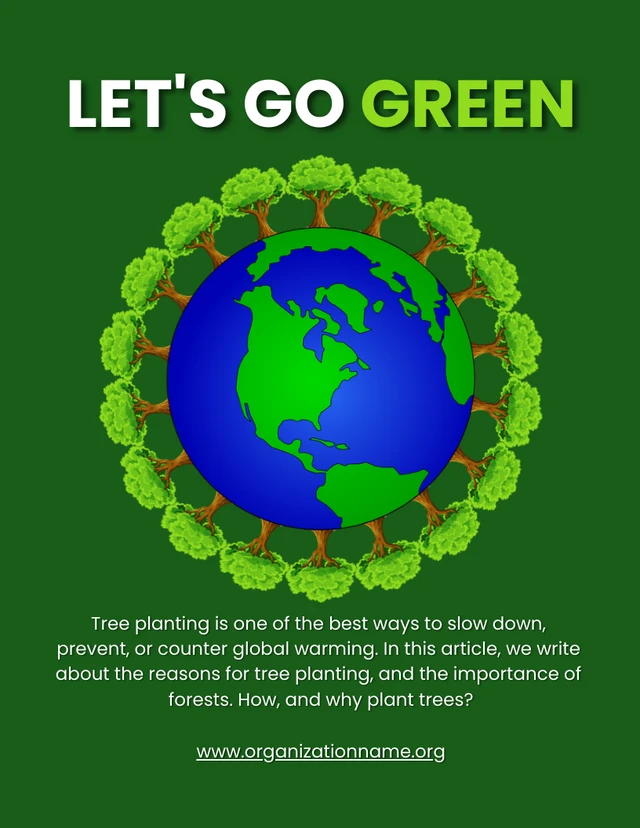 LET'S GO GREEN
Tree planting is one of the best ways to slow down,
prevent, or counter global warming. In this article, we write
about the reasons for tree planting, and the importance of
forests. How, and why plant trees?
www.organizationname.org